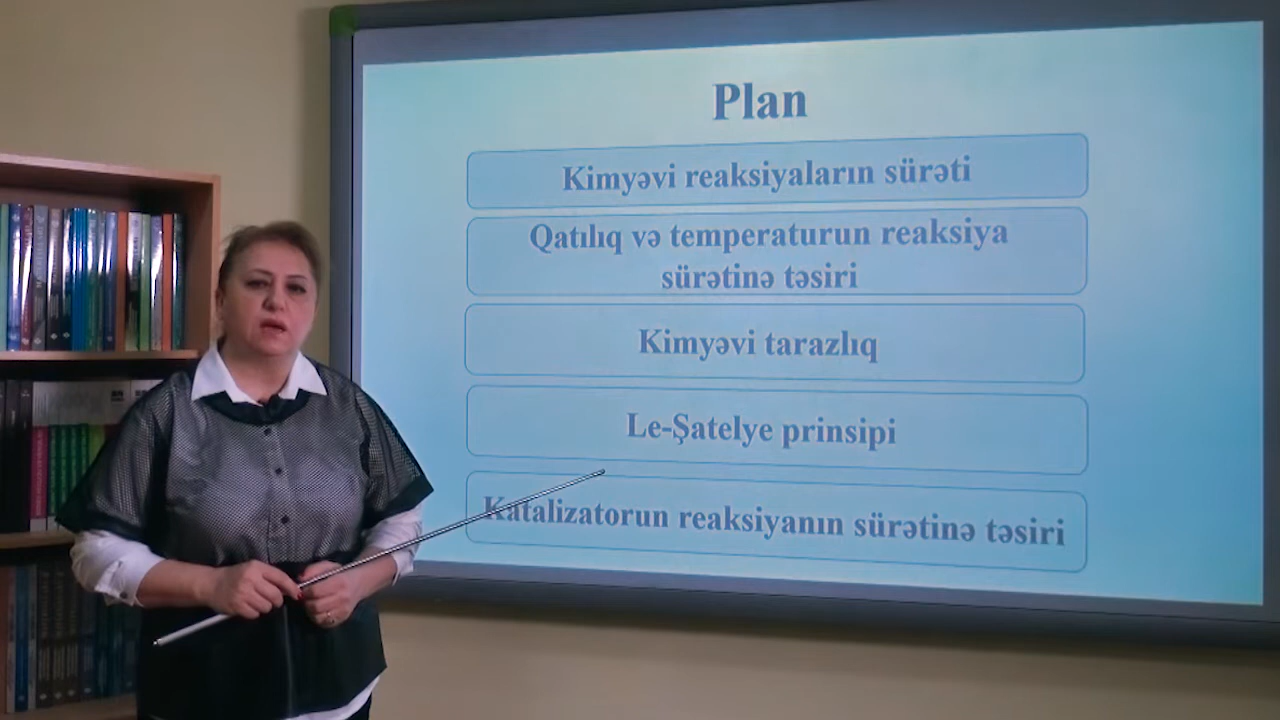 Plan
Kimyəvi reaksiyaların sürəti
Qatılıq və temperaturun reaksiya
sürətinə təsiri
Kimyəvi tarazlıq
Le-Şatelye prinsipi
Katalizatorun reaksiyanın sürətinə təsiri